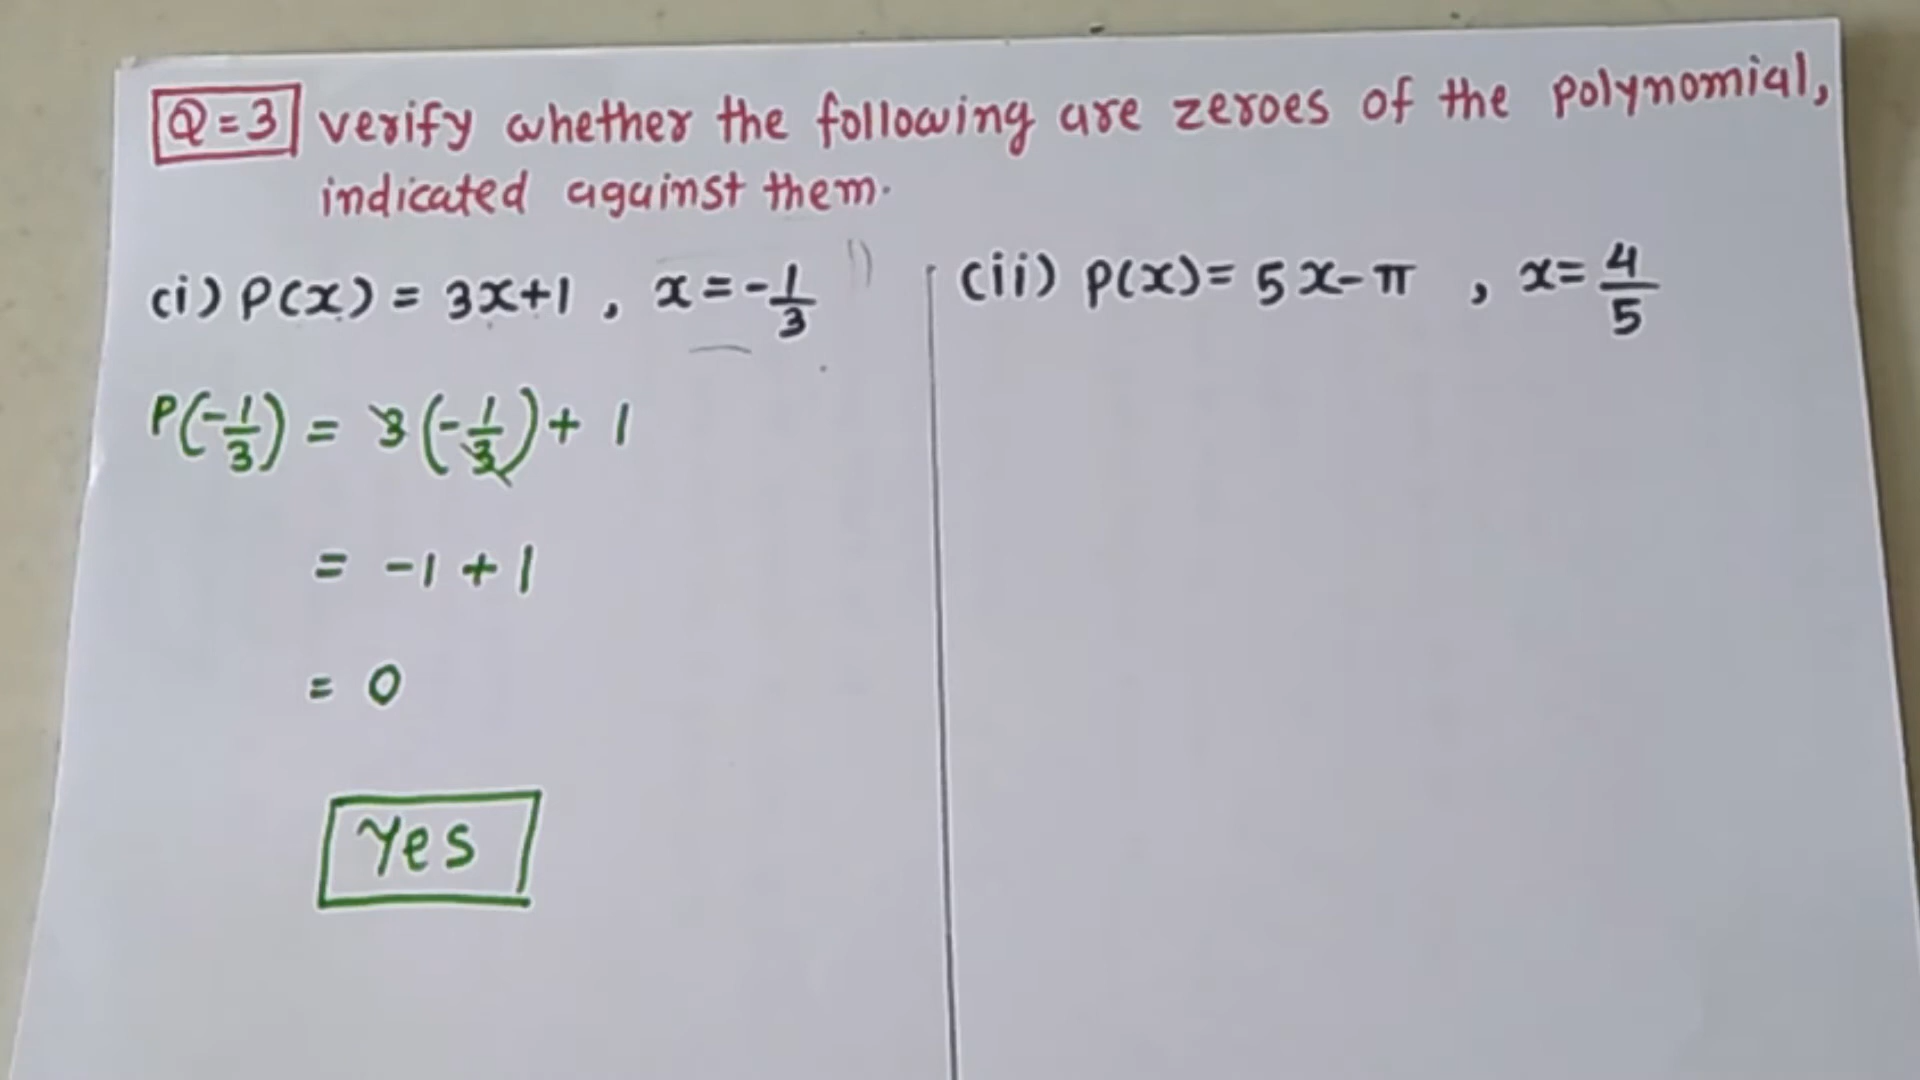 Q=3 verify whether the following are zeroes of the polynomial,
indicated against them.
(i) P(x) = 3x+1 , x = -1/3
P(-1/3) = 3(-1/3) + 1
= -1 + 1
= 0
Yes
(ii) P(x) = 5x-π , x = 4/5